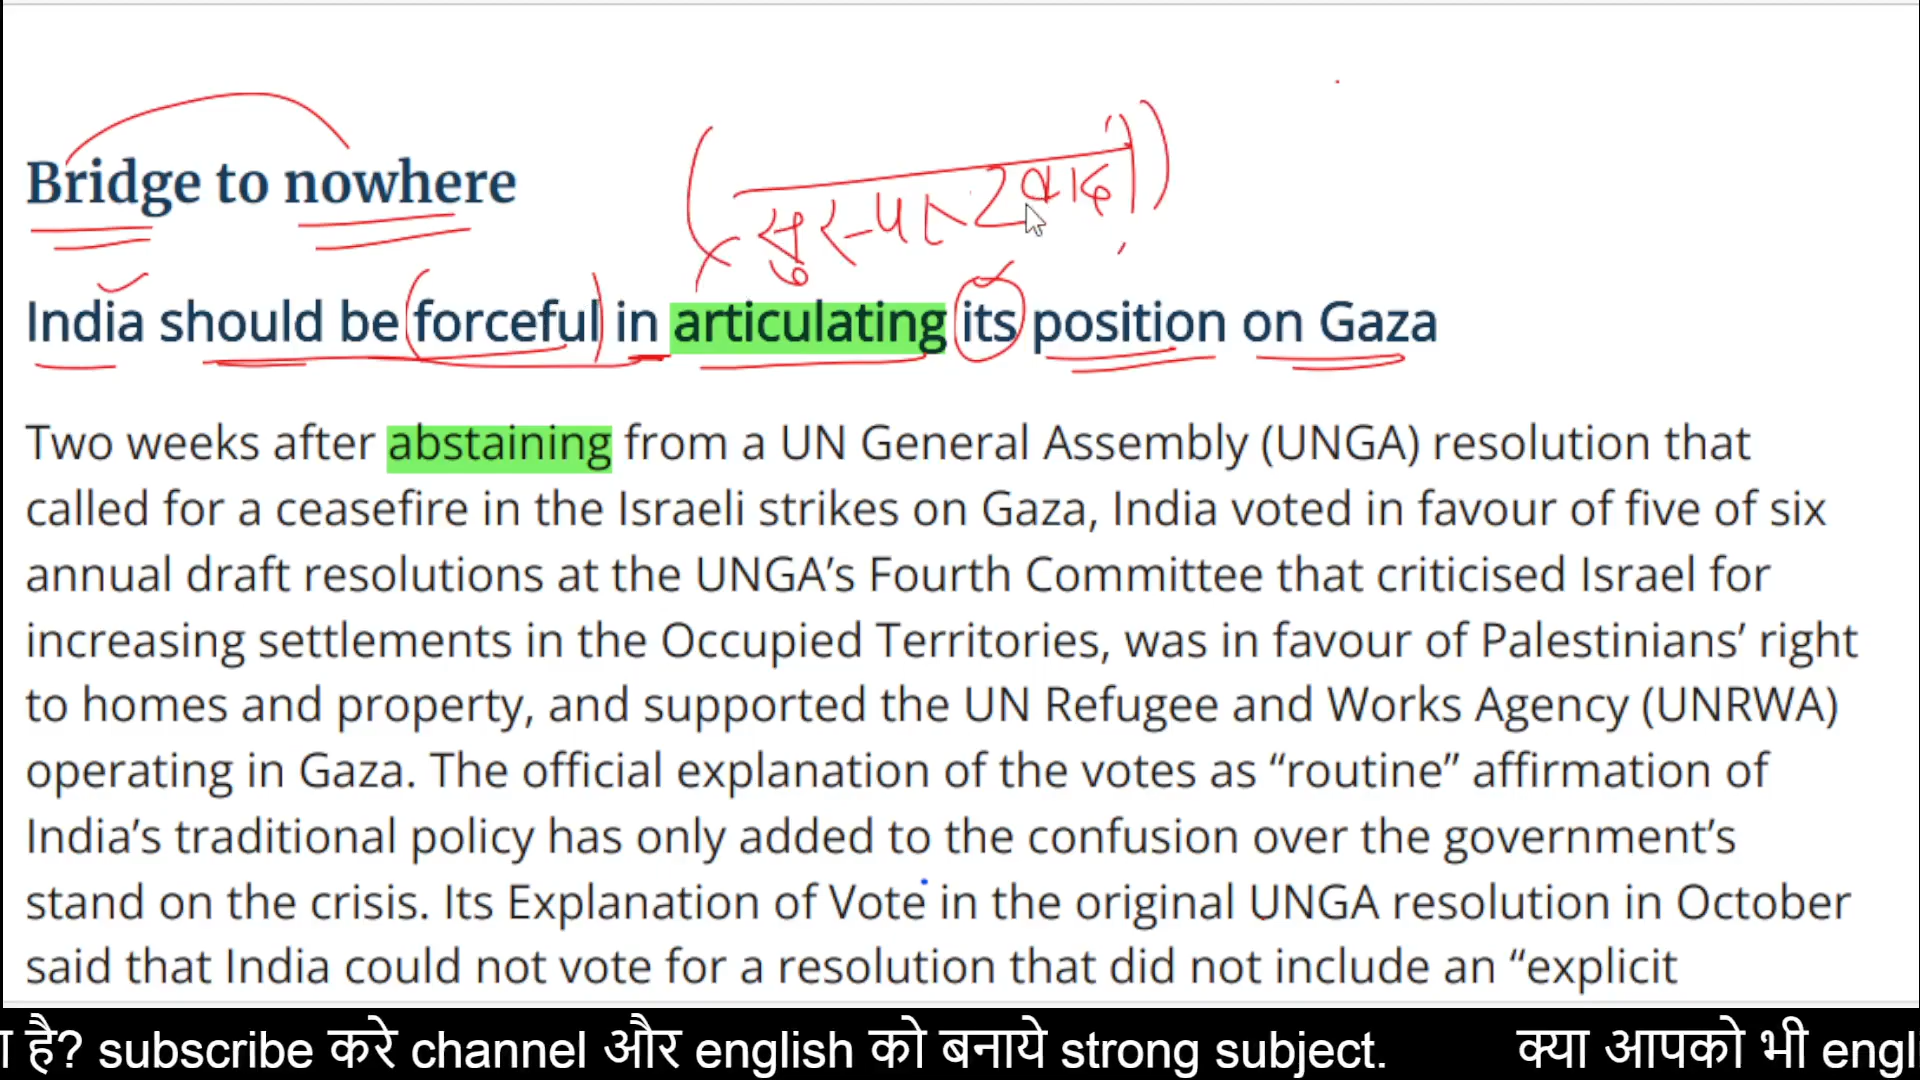 Bridge to nowhere
India should be forceful in articulating its position on Gaza
Two weeks after abstaining from a UN General Assembly (UNGA) resolution that
called for a ceasefire in the Israeli strikes on Gaza, India voted in favour of five of six
annual draft resolutions at the UNGA’s Fourth Committee that criticised Israel for
increasing settlements in the Occupied Territories, was in favour of Palestinians’ right
to homes and property, and supported the UN Refugee and Works Agency (UNRWA)
operating in Gaza. The official explanation of the votes as “routine” affirmation of
India’s traditional policy has only added to the confusion over the government’s
stand on the crisis. Its Explanation of Vote in the original UNGA resolution in October
said that India could not vote for a resolution that did not include an “explicit
है? subscribe करे channel और english को बनाये strong subject. क्या आपको भी engl